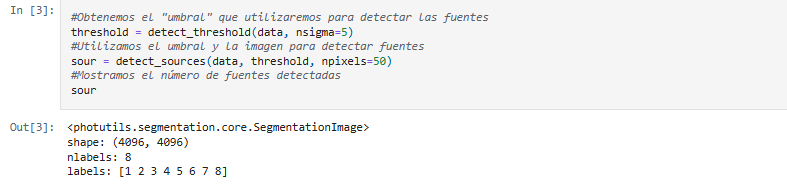 In [3]:
#Obtenemos el "umbral" que utilizaremos para detectar las fuentes
threshold = detect_threshold(data, nsigma=5)
#Utilizamos el umbral y la imagen para detectar fuentes
sour = detect_sources(data, threshold, npixels=50)
#Mostramos el número de fuentes detectadas
sour
Out[3]:
<photutils.segmentation.core.SegmentationImage>
shape: (4096, 4096)
nlabels: 8
labels: [1 2 3 4 5 6 7 8]